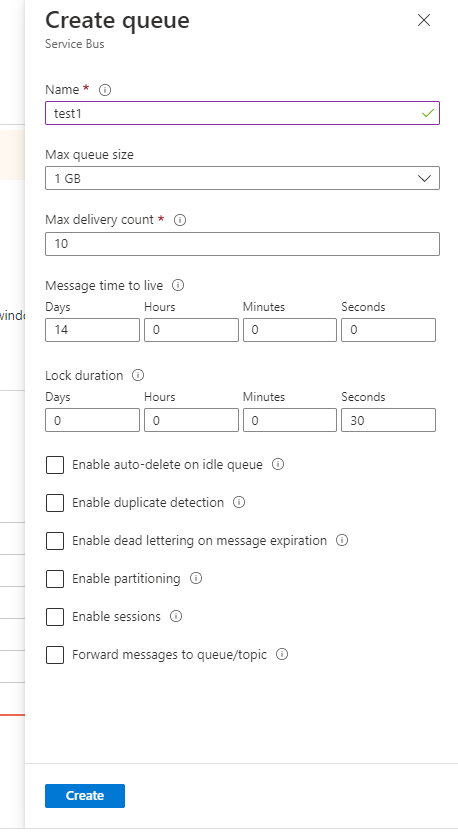 Create queue
Service Bus
Name *
test1
Max queue size
1 GB
Max delivery count *
10
Message time to live
Days Hours Minutes Seconds
14 0 0 0
Lock duration
Days Hours Minutes Seconds
0 0 0 30
Enable auto-delete on idle queue
Enable duplicate detection
Enable dead lettering on message expiration
Enable partitioning
Enable sessions
Forward messages to queue/topic
Create